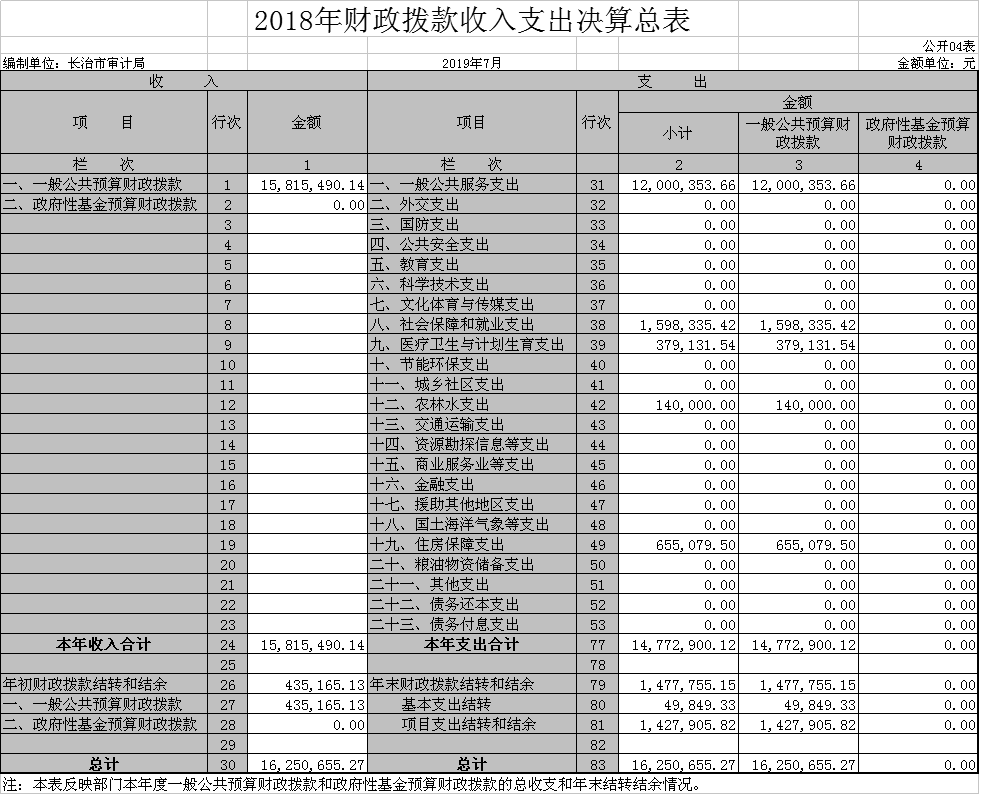 2018年财政拨款收入支出决算总表
公开04表
编制单位：长治市审计局 2019年7月 金额单位：元
收 入 支 出
项 目 行次 金额 项目 行次 金额
小计 一般公共预算财政拨款 政府性基金预算财政拨款
栏 次 1 栏 次 2 3 4
一、一般公共预算财政拨款 1 15,815,490.14 一、一般公共服务支出 31 12,000,353.66 12,000,353.66 0.00
二、政府性基金预算财政拨款 2 0.00 二、外交支出 32 0.00 0.00 0.00
3 三、国防支出 33 0.00 0.00 0.00
4 四、公共安全支出 34 0.00 0.00 0.00
5 五、教育支出 35 0.00 0.00 0.00
6 六、科学技术支出 36 0.00 0.00 0.00
7 七、文化体育与传媒支出 37 0.00 0.00 0.00
8 八、社会保障和就业支出 38 1,598,335.42 1,598,335.42 0.00
9 九、医疗卫生与计划生育支出 39 379,131.54 379,131.54 0.00
10 十、节能环保支出 40 0.00 0.00 0.00
11 十一、城乡社区支出 41 0.00 0.00 0.00
12 十二、农林水支出 42 140,000.00 140,000.00 0.00
13 十三、交通运输支出 43 0.00 0.00 0.00
14 十四、资源勘探信息等支出 44 0.00 0.00 0.00
15 十五、商业服务业等支出 45 0.00 0.00 0.00
16 十六、金融支出 46 0.00 0.00 0.00
17 十七、援助其他地区支出 47 0.00 0.00 0.00
18 十八、国土海洋气象等支出 48 0.00 0.00 0.00
19 十九、住房保障支出 49 655,079.50 655,079.50 0.00
20 二十、粮油物资储备支出 50 0.00 0.00 0.00
21 二十一、其他支出 51 0.00 0.00 0.00
22 二十二、债务还本支出 52 0.00 0.00 0.00
23 二十三、债务付息支出 53 0.00 0.00 0.00
本年收入合计 24 15,815,490.14 本年支出合计 77 14,772,900.12 14,772,900.12 0.00
25 78
年初财政拨款结转和结余 26 435,165.13 年末财政拨款结转和结余 79 1,477,755.15 1,477,755.15 0.00
一、一般公共预算财政拨款 27 435,165.13 基本支出结转 80 49,849.33 49,849.33 0.00
二、政府性基金预算财政拨款 28 0.00 项目支出结转和结余 81 1,427,905.82 1,427,905.82 0.00
29 82
总计 30 16,250,655.27 总计 83 16,250,655.27 16,250,655.27 0.00
注：本表反映部门本年度一般公共预算财政拨款和政府性基金预算财政拨款的总收支和年末结转结余情况。